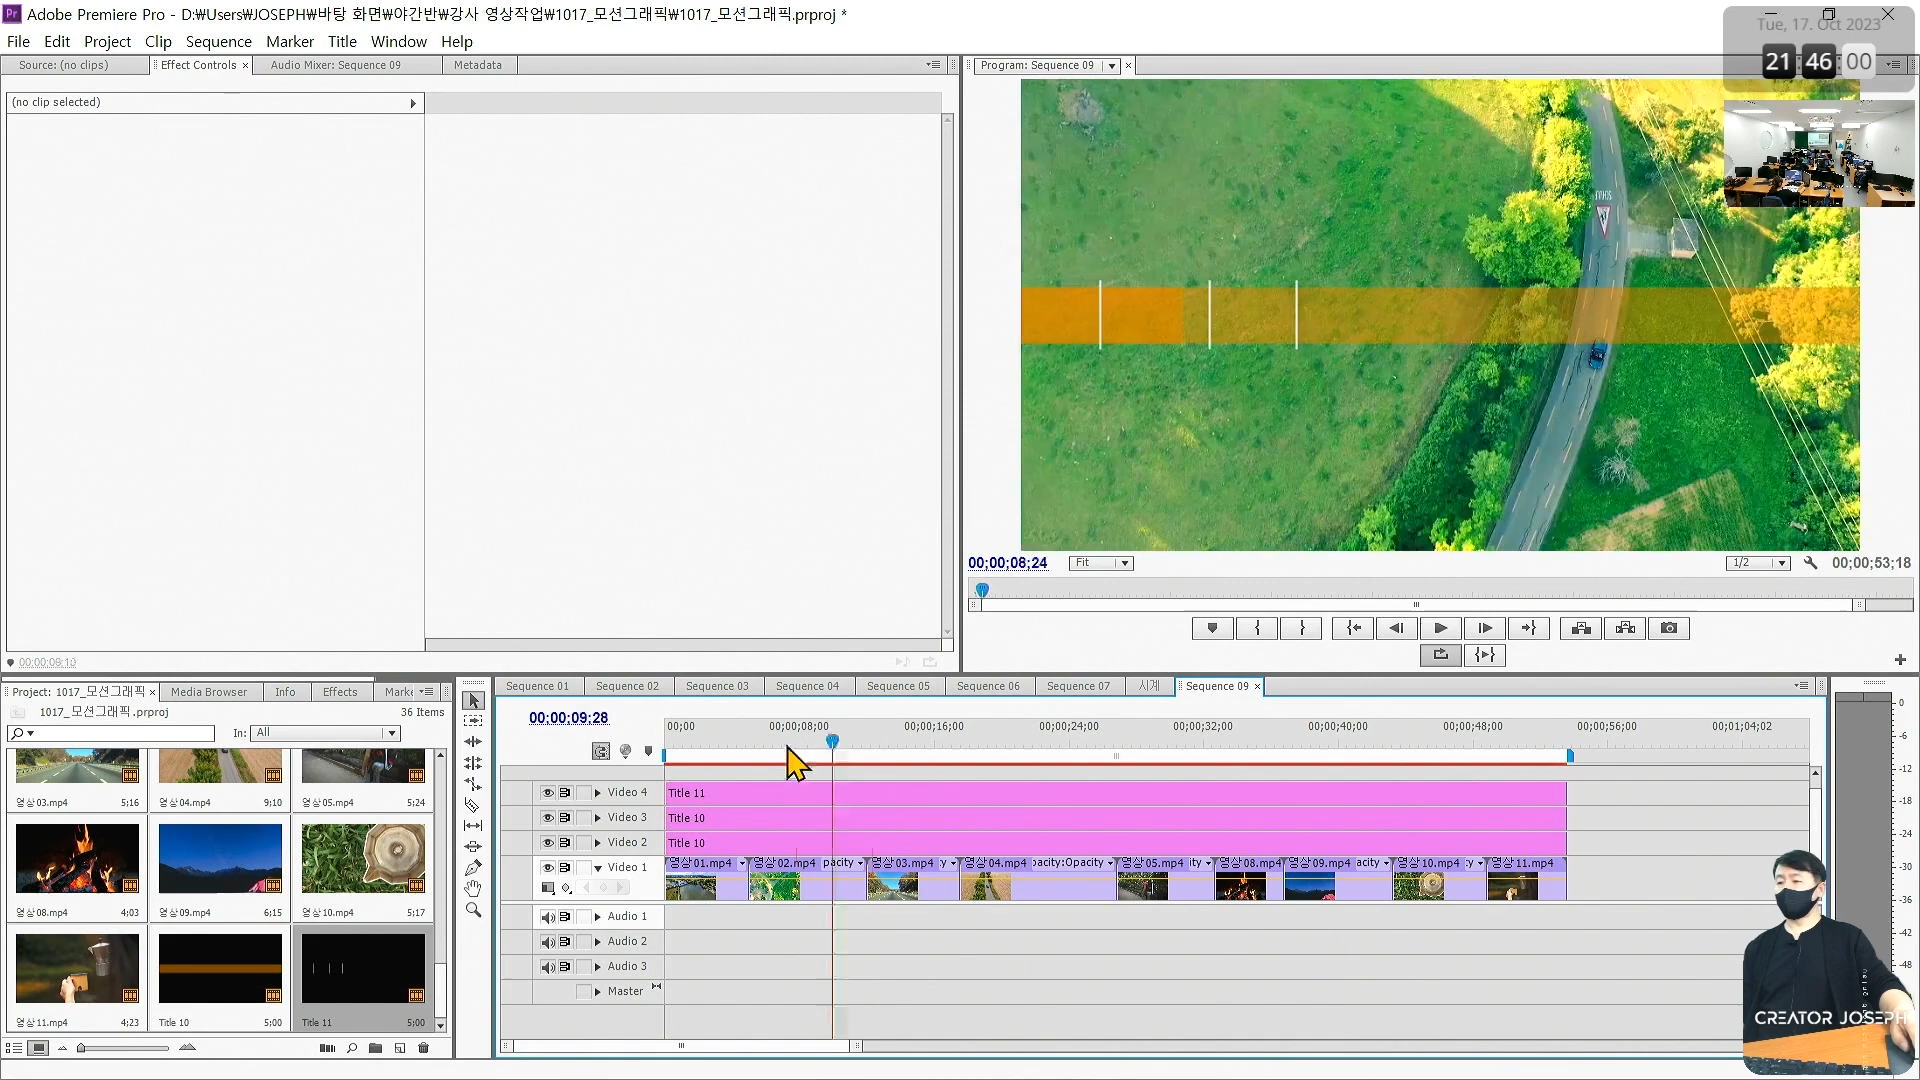 Adobe Premiere Pro - D:₩Users₩JOSEPH₩바탕 화면₩야간반₩강사 영상작업₩1017_모션그래픽₩1017_모션그래픽.prproj *
File Edit Project Clip Sequence Marker Title Window Help
Tue, 17. Oct 2023
21 46 00
Source: (no clips) Effect Controls Audio Mixer: Sequence 09 Metadata
Program: Sequence 09
(no clip selected)
00;00;08;24 Fit 1/2 00;00;53;18
00;00;09;10
Project: 1017_모션그래픽 Media Browser Info Effects Marke
1017_모션그래픽.prproj 36 Items
In: All
영상03.mp4 5;16 영상04.mp4 9;10 영상05.mp4 5;24
영상08.mp4 4;03 영상09.mp4 6;15 영상10.mp4 5;17
영상11.mp4 4;23 Title 10 5;00 Title 11 5;00
Sequence 01 Sequence 02 Sequence 03 Sequence 04 Sequence 05 Sequence 06 Sequence 07 시계 Sequence 09
00;00;09;28
00;00 00;00;08;00 00;00;16;00 00;00;24;00 00;00;32;00 00;00;40;00 00;00;48;00 00;00;56;00 00;01;04;02
Video 4 Title 11
Video 3 Title 10
Video 2 Title 10
Video 1 영상01.mp4 영상02.mp4 pacity 영상03.mp4 y 영상04.mp4 pacity:Opacity 영상05.mp4 ity 영상08.mp4 영상09.mp4 acity 영상10.mp4 y 영상11.mp4
Audio 1
Audio 2
Audio 3
Master
0
-6
-12
-18
-24
-30
-36
-42
-48
CREATOR JOSEPH